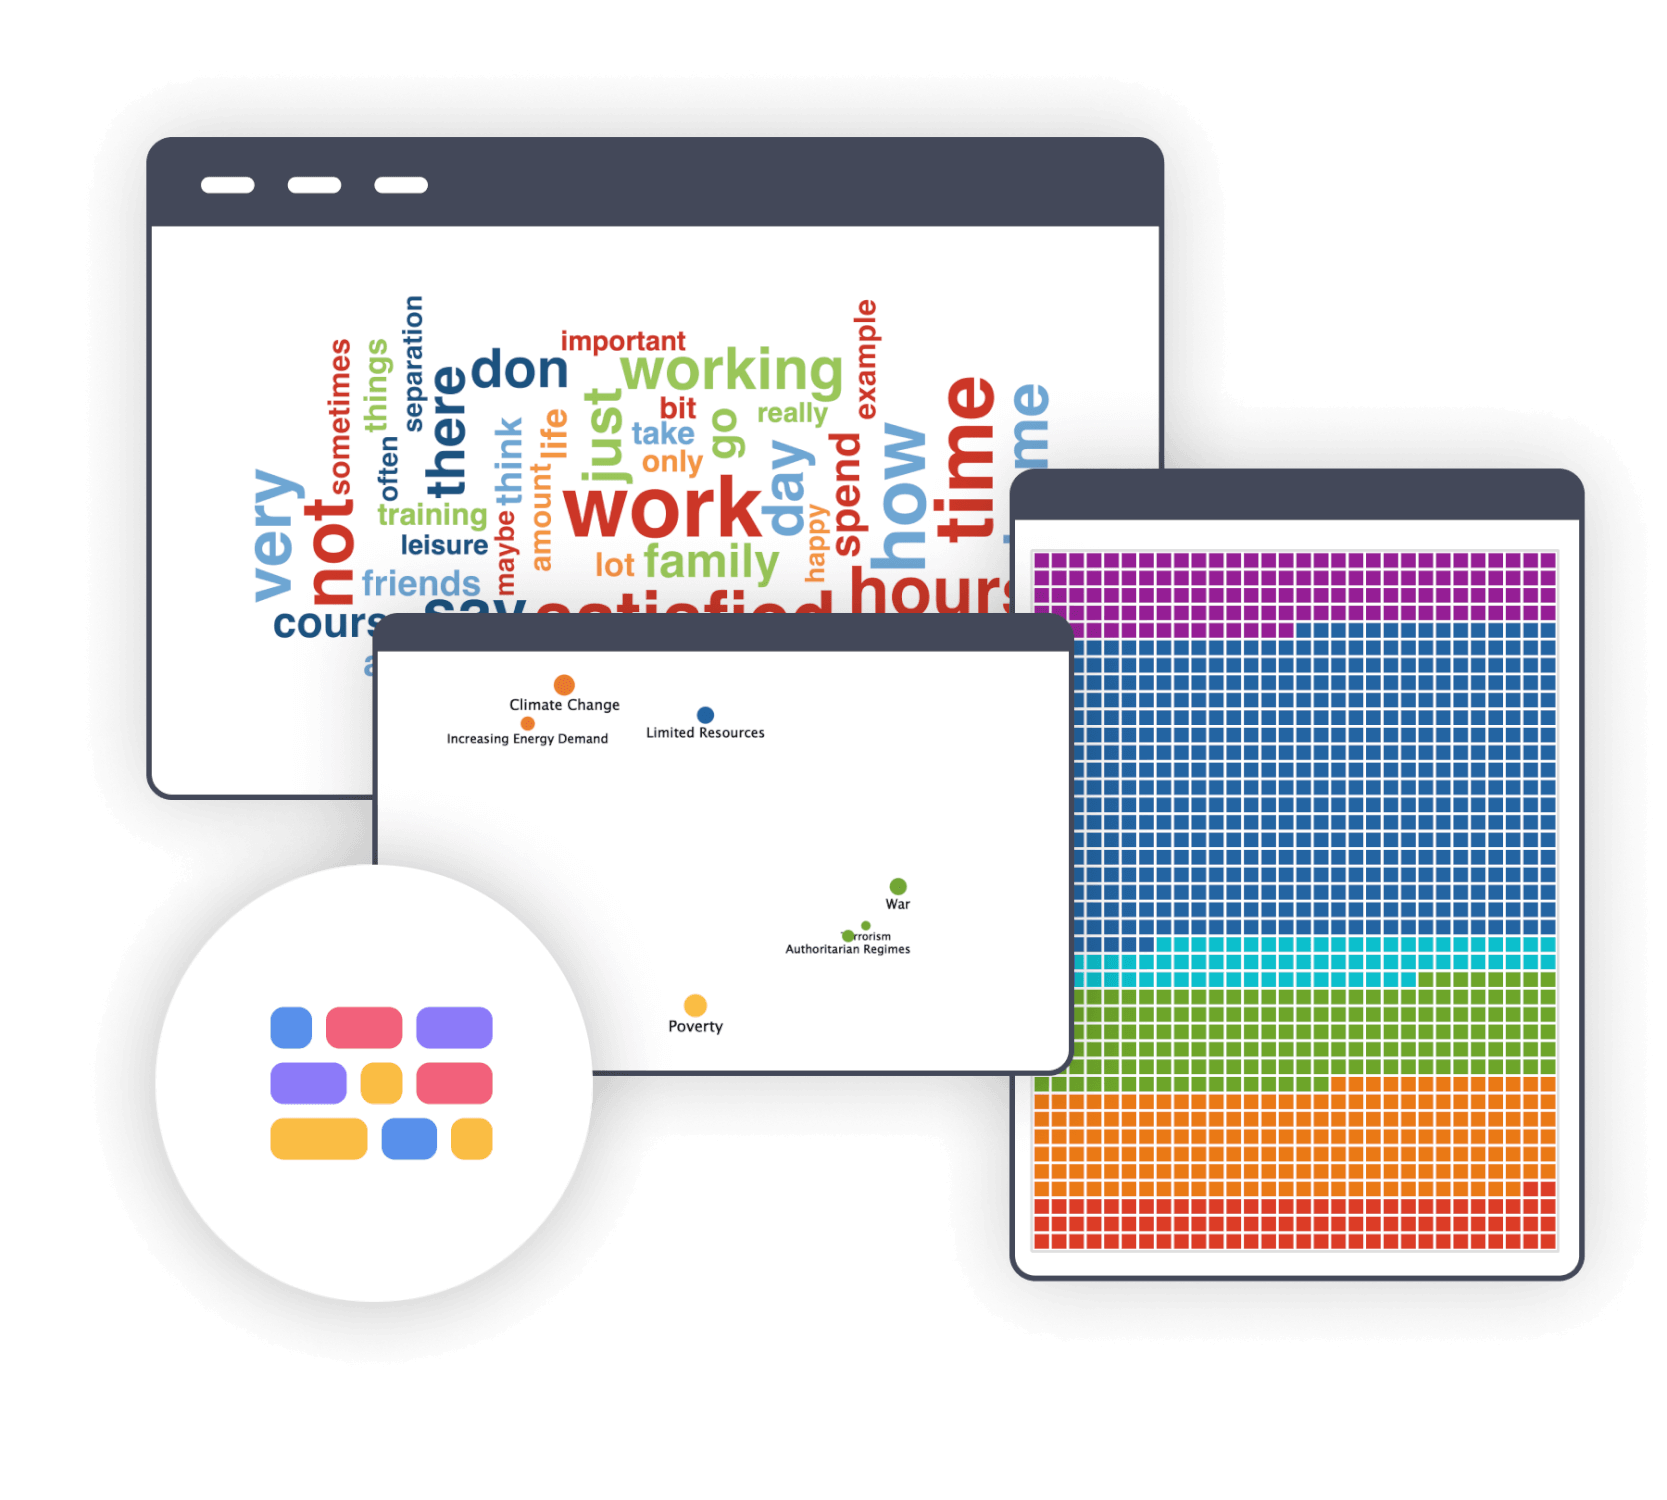 important
separation
example
sometimes
things
there
don
working
just
bit
go
really
take
life
only
think
often
time
how
day
spend
very
not
training
amount
work
leisure
maybe
lot
family
happy
friends
Climate Change
Increasing Energy Demand
Limited Resources
War
Authoritarian Regimes
Poverty